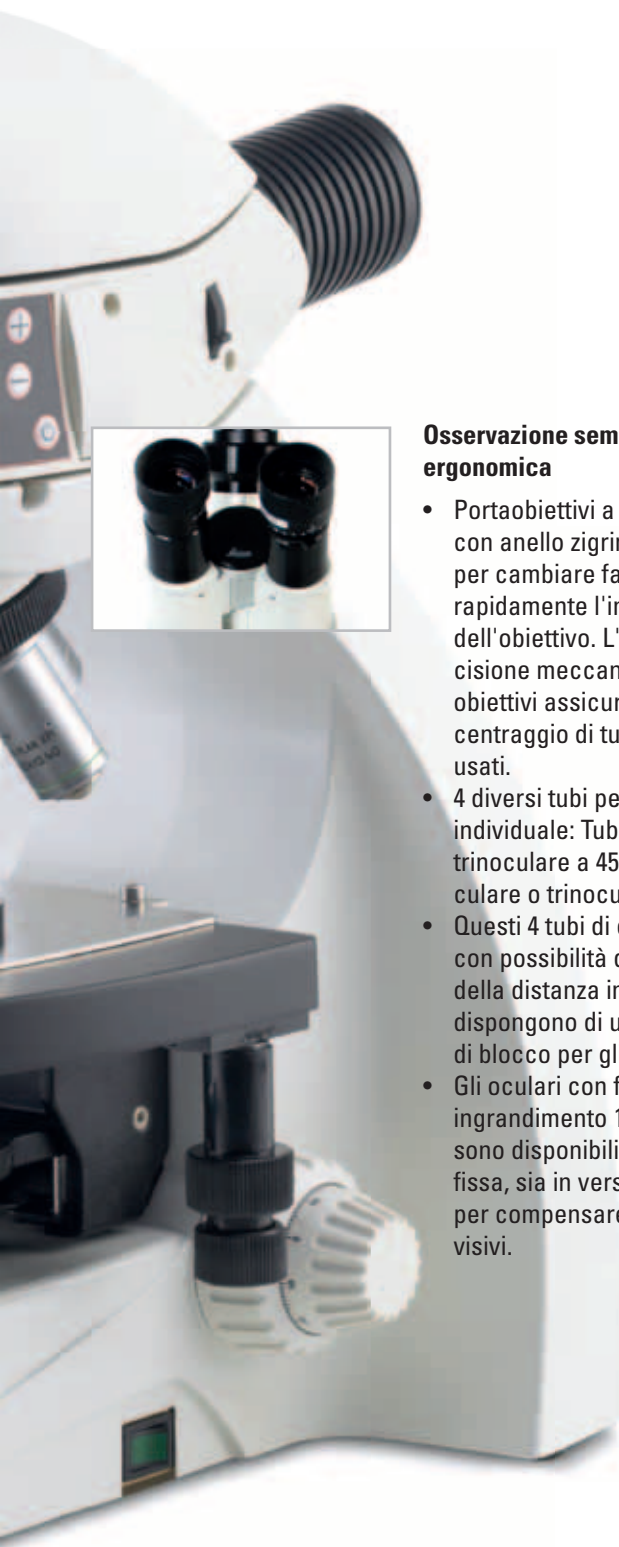 Osservazione sem
ergonomica
• Portaobiettivi a
con anello zigrin
per cambiare fa
rapidamente l'in
dell'obiettivo. L'
cisione meccan
obiettivi assicur
centraggio di tu
usati.
• 4 diversi tubi pe
individuale: Tub
trinoculare a 45
culare o trinocu
• Questi 4 tubi di
con possibilità
della distanza in
dispongono di u
di blocco per gl
• Gli oculari con f
ingrandimento 1
sono disponibili
fissa, sia in vers
per compensare
visivi.
Leica